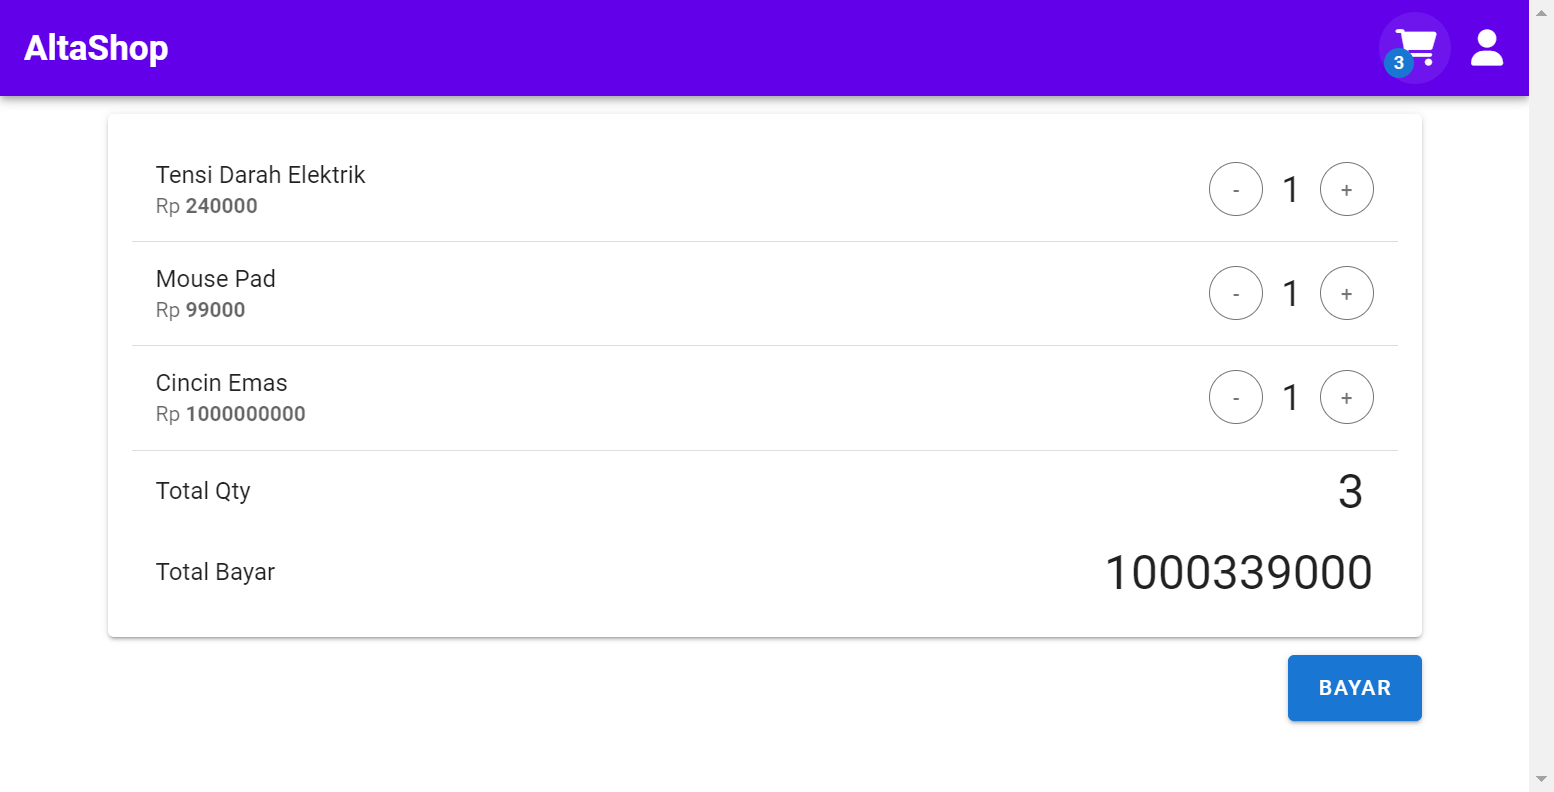 AltaShop
3
Tensi Darah Elektrik
Rp 240000
- 1 +
Mouse Pad
Rp 99000
- 1 +
Cincin Emas
Rp 1000000000
- 1 +
Total Qty 3
Total Bayar 1000339000
BAYAR